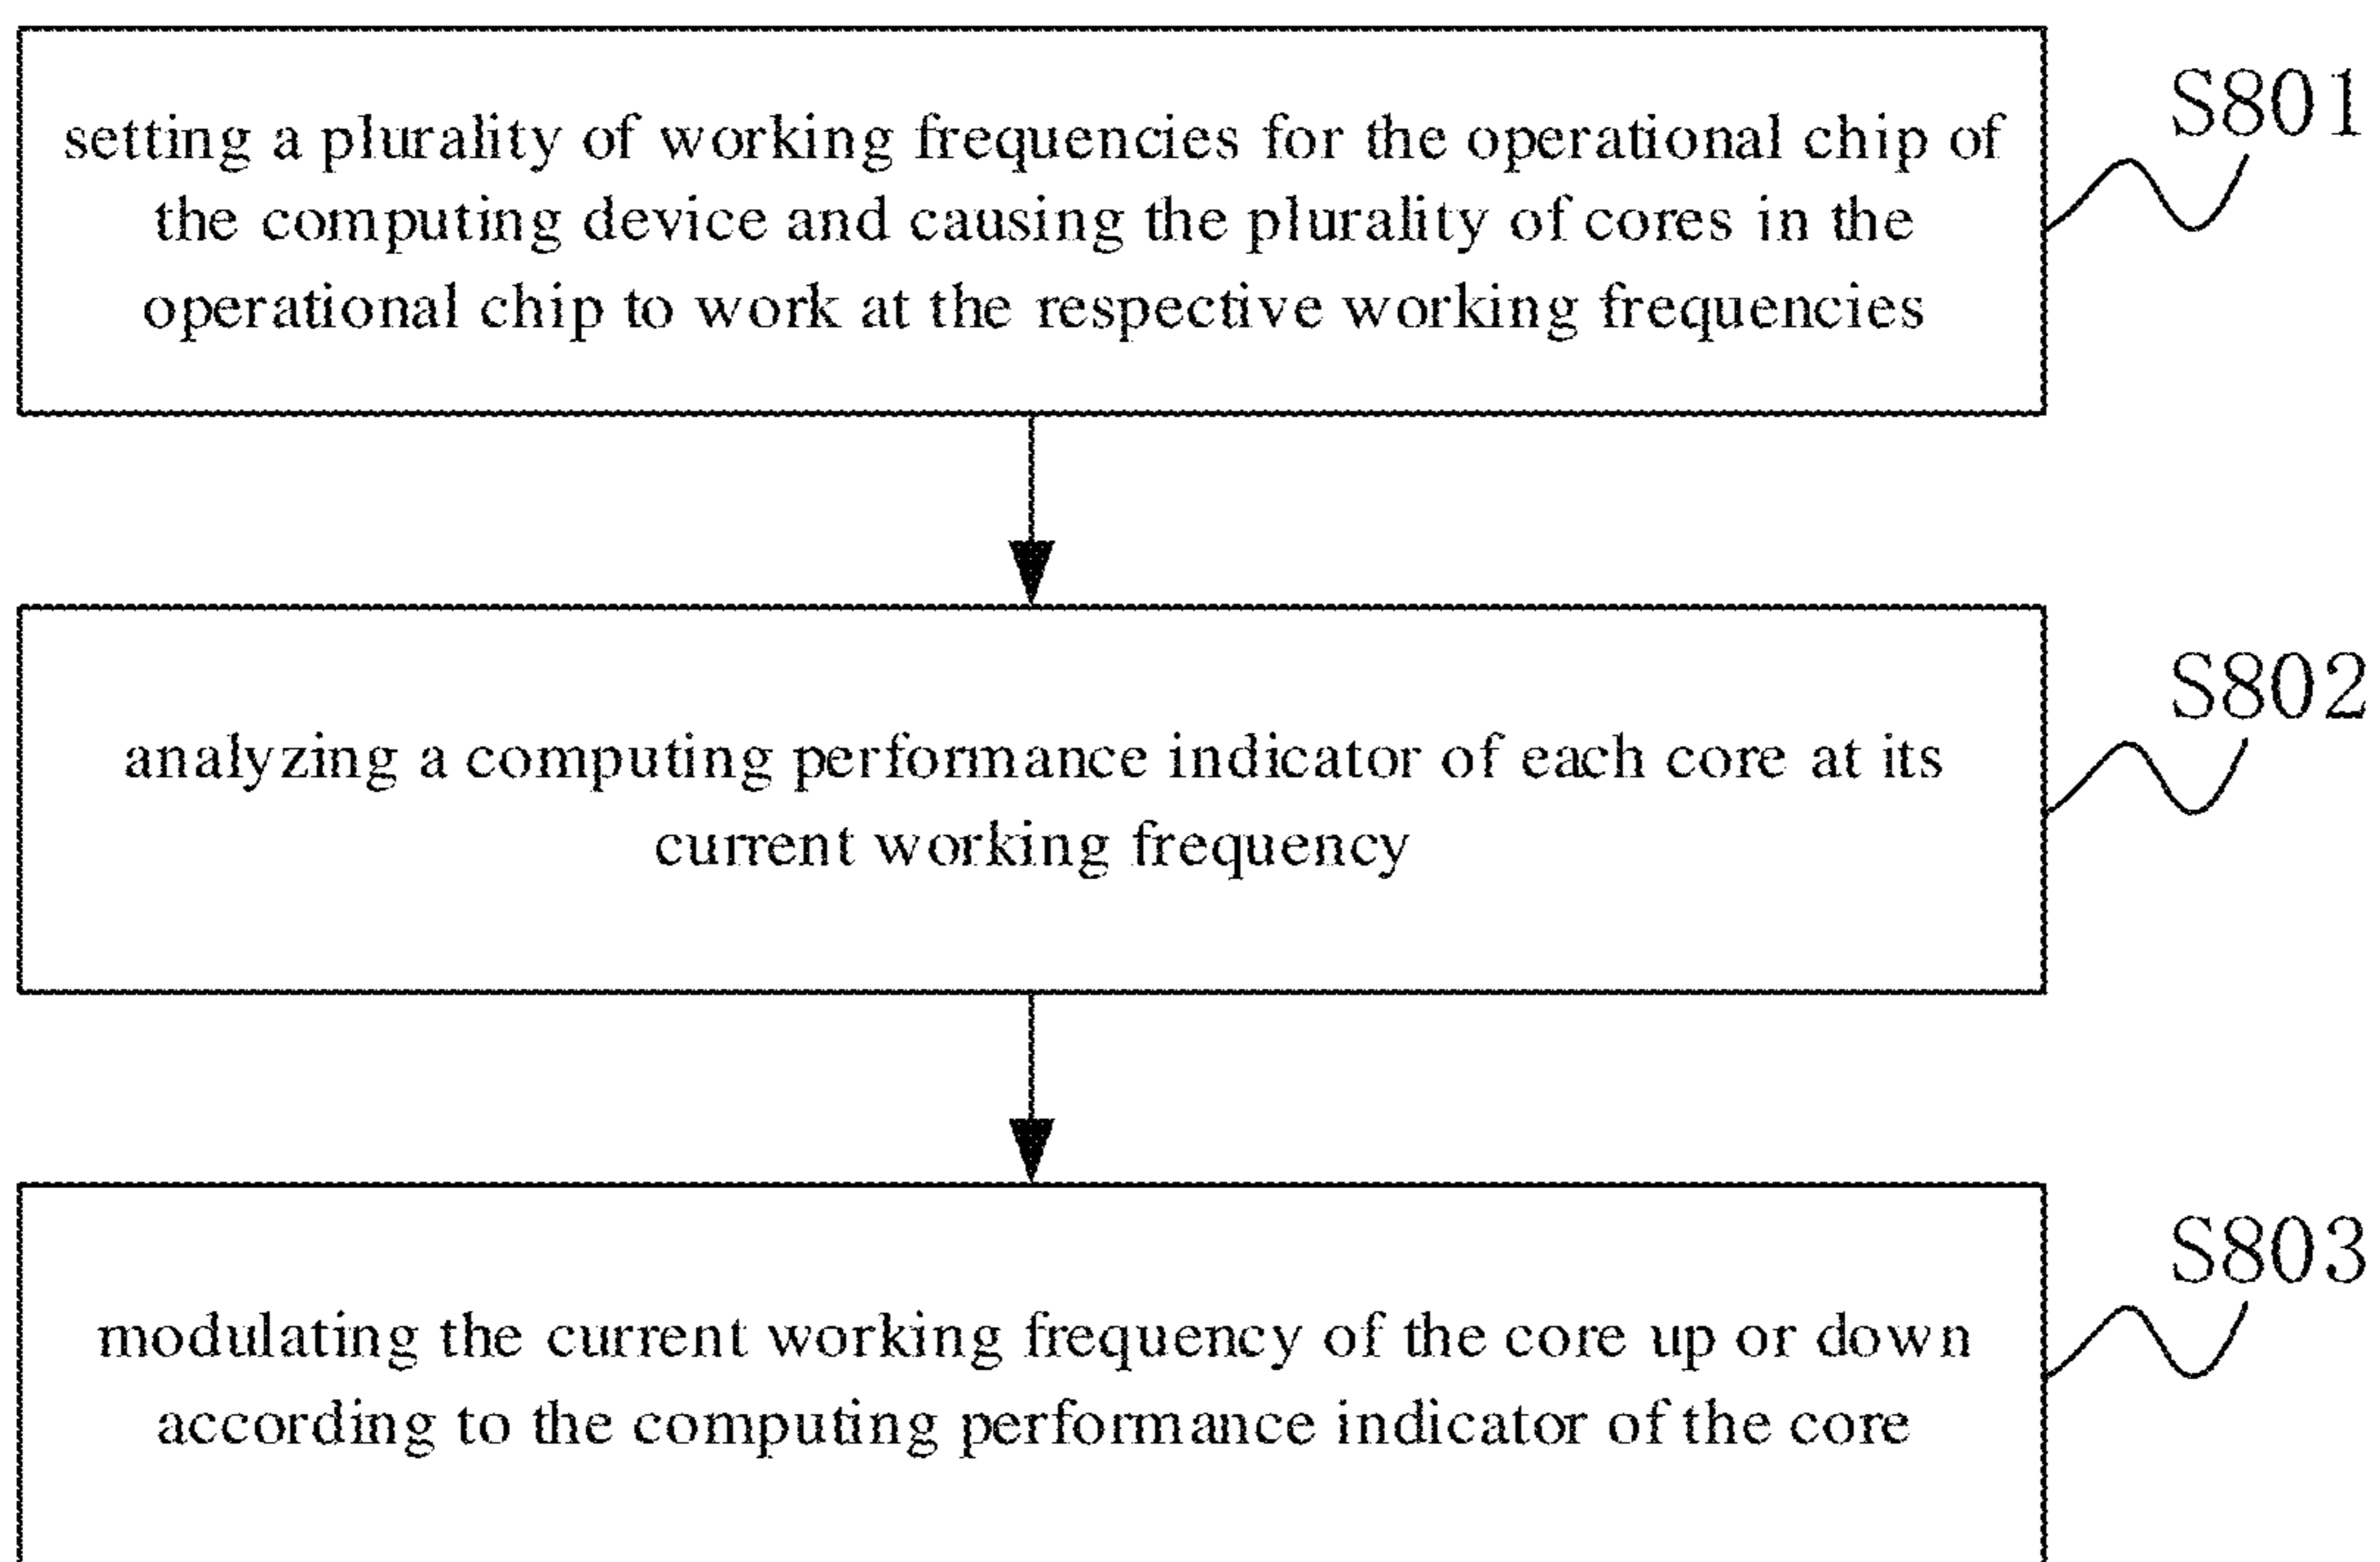 setting a plurality of working frequencies for the operational chip of
the computing device and causing the plurality of cores in the
operational chip to work at the respective working frequencies
S801
analyzing a computing performance indicator of each core at its
current working frequency
S802
modulating the current working frequency of the core up or down
according to the computing performance indicator of the core
S803